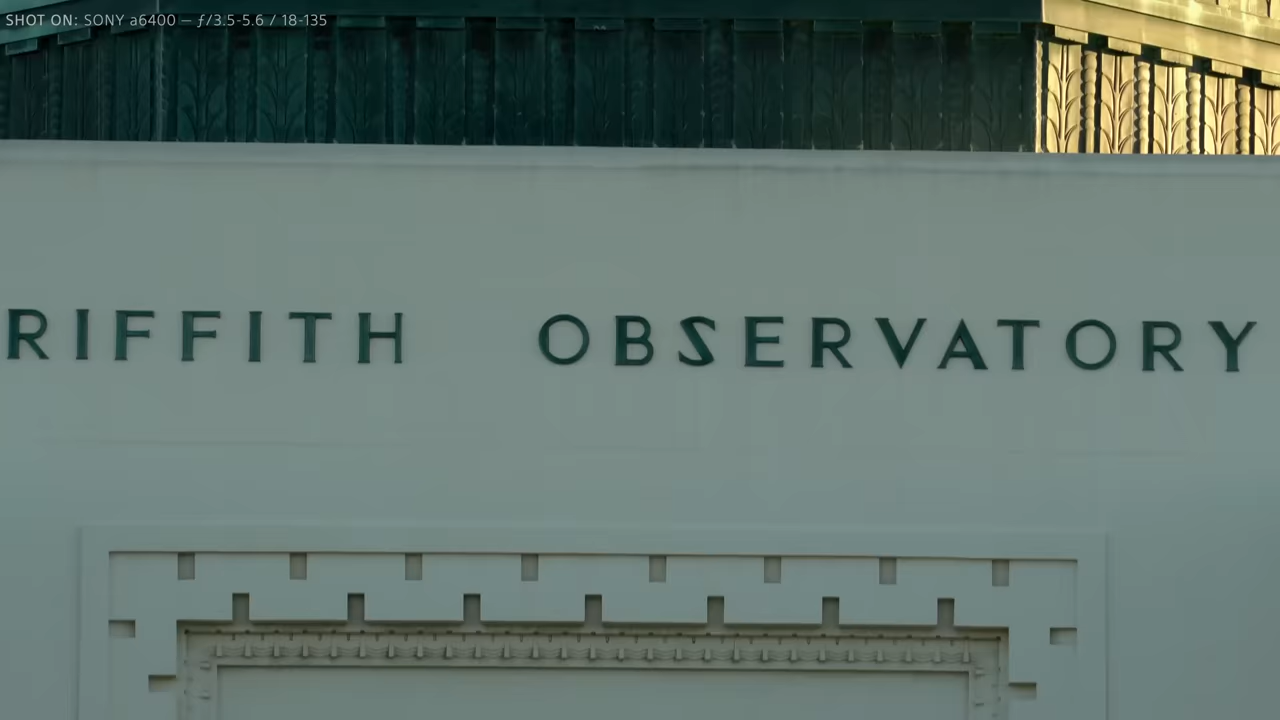 SHOT ON: SONY a6400 – ƒ/3.5-5.6 / 18-135
RIFFITH OBSERVATORY